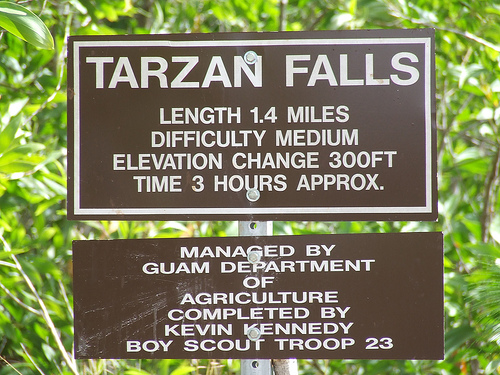 TARZAN FALLS
LENGTH 1.4 MILES
DIFFICULTY MEDIUM
ELEVATION CHANGE 300FT
TIME 3 HOURS APPROX.
MANAGED BY
GUAM DEPARTMENT
OF
AGRICULTURE
COMPLETED BY
KEVIN KENNEDY
BOY SCOUT TROOP 23